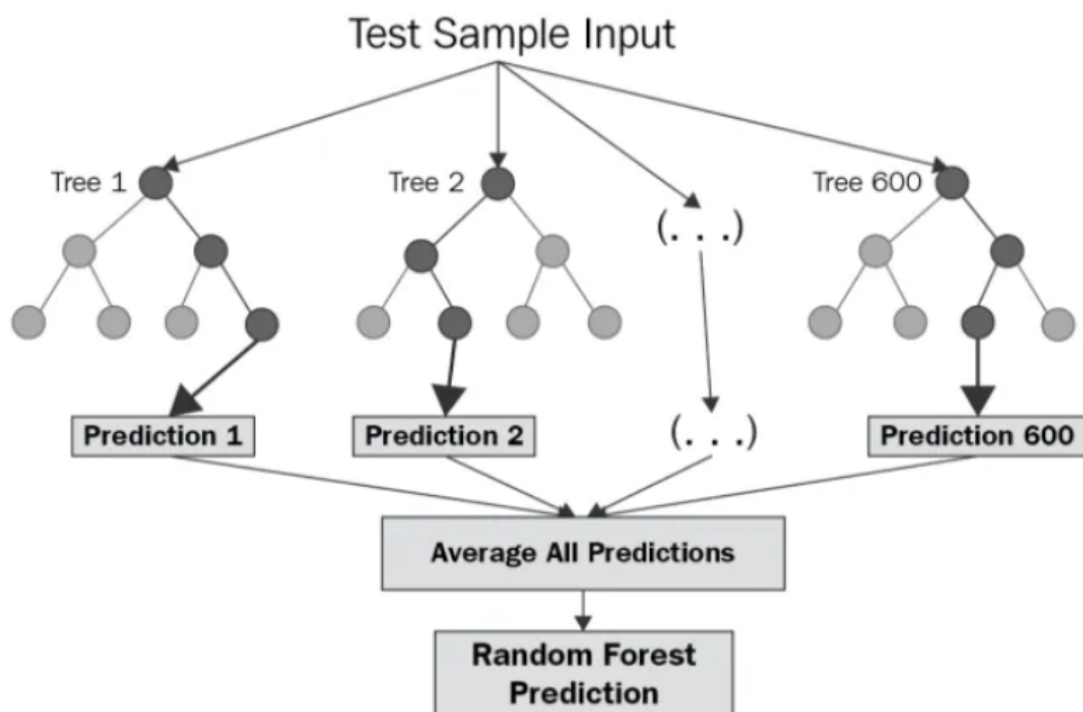 Test Sample Input
Tree 1
Tree 2
(. . .)
Tree 600
Prediction 1
Prediction 2
(. . .)
Prediction 600
Average All Predictions
Random Forest
Prediction